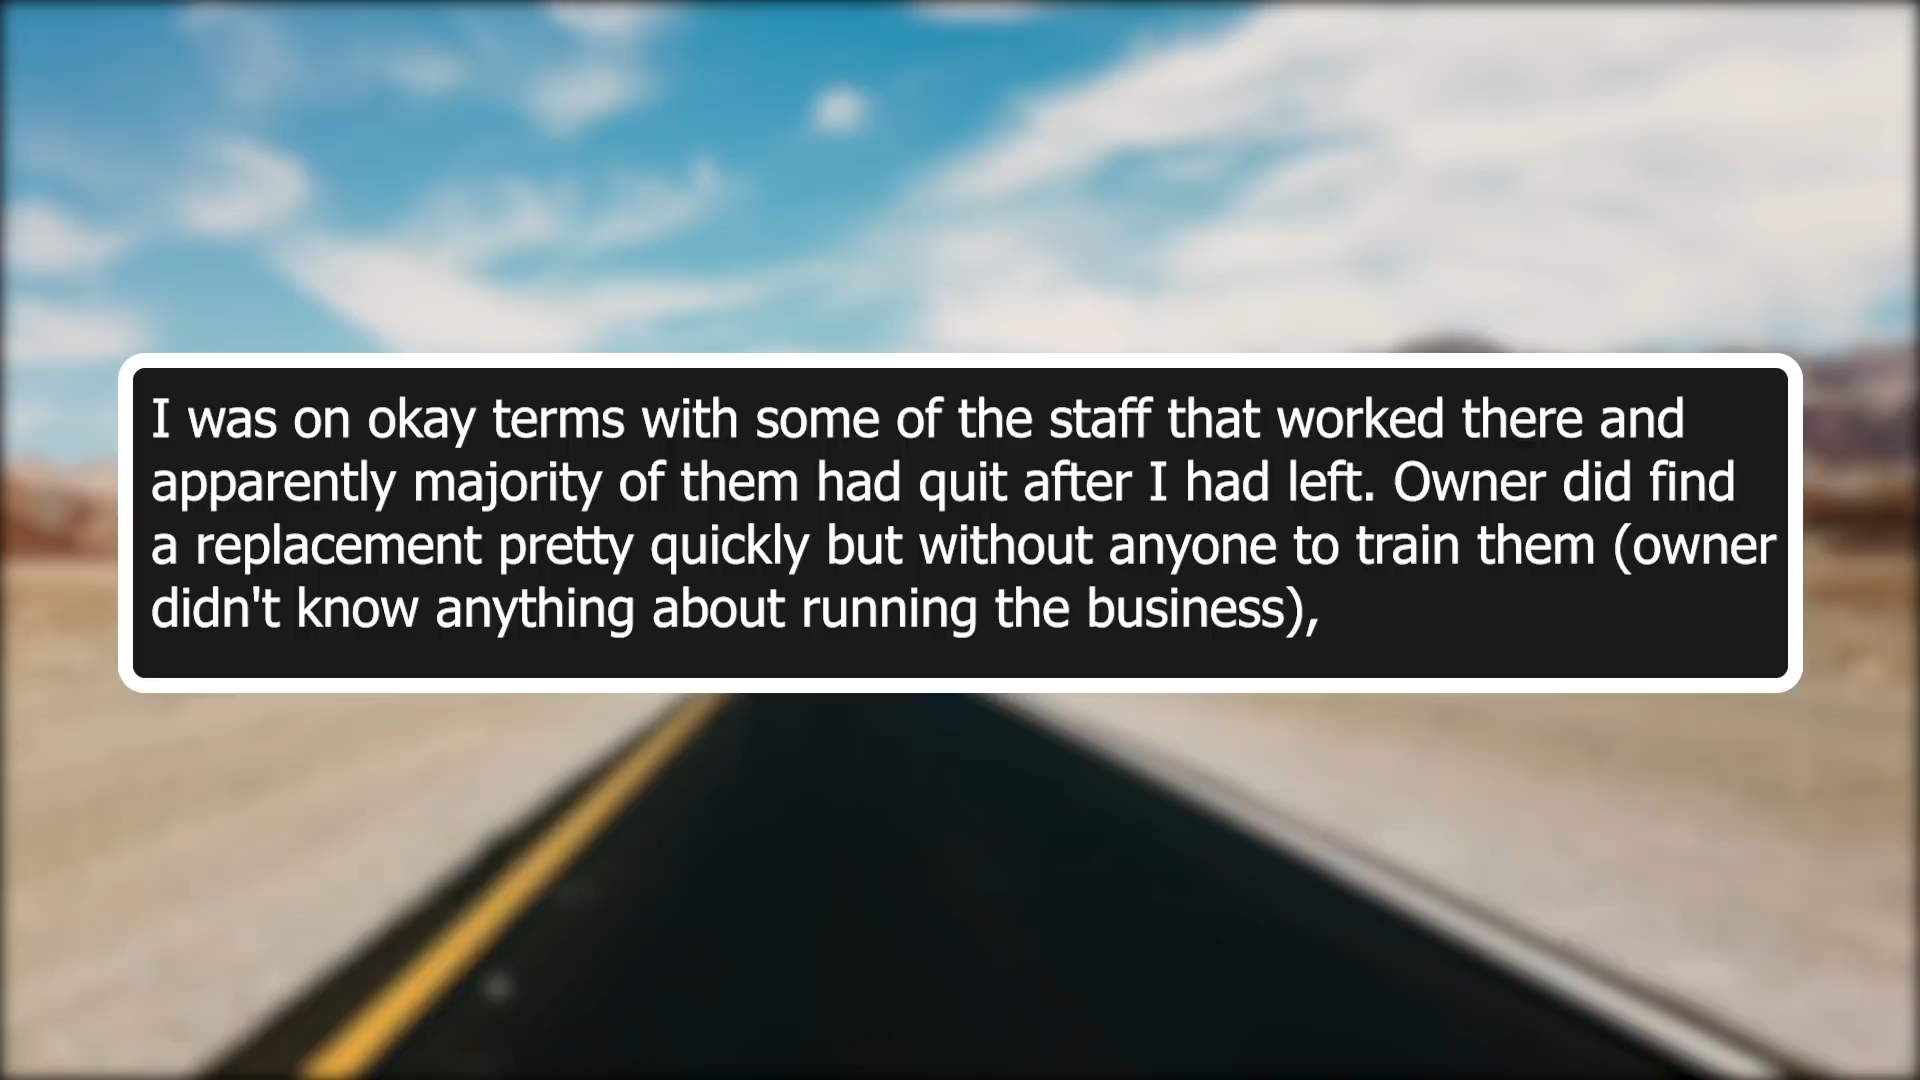 I was on okay terms with some of the staff that worked there and
apparently majority of them had quit after I had left. Owner did find
a replacement pretty quickly but without anyone to train them (owner
didn't know anything about running the business),